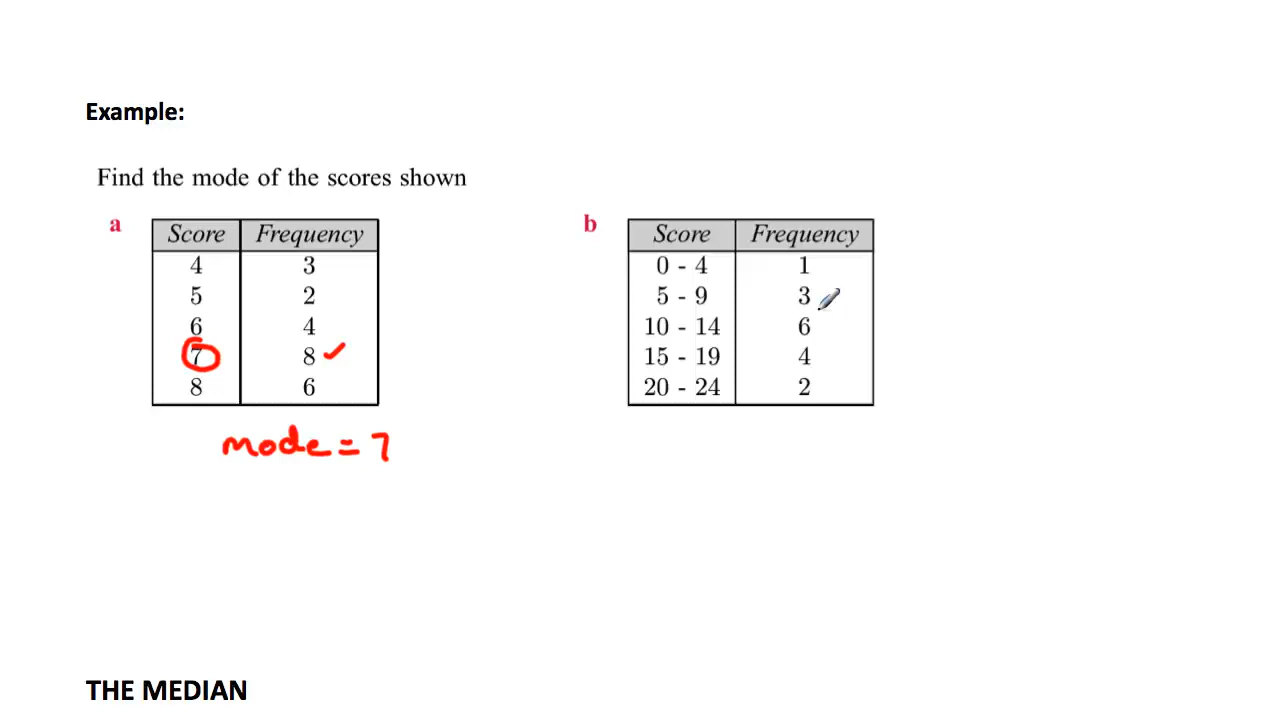 Example:
Find the mode of the scores shown
a
Score Frequency
4 3
5 2
6 4
7 8
8 6
mode = 7
b
Score Frequency
0 - 4 1
5 - 9 3
10 - 14 6
15 - 19 4
20 - 24 2
THE MEDIAN